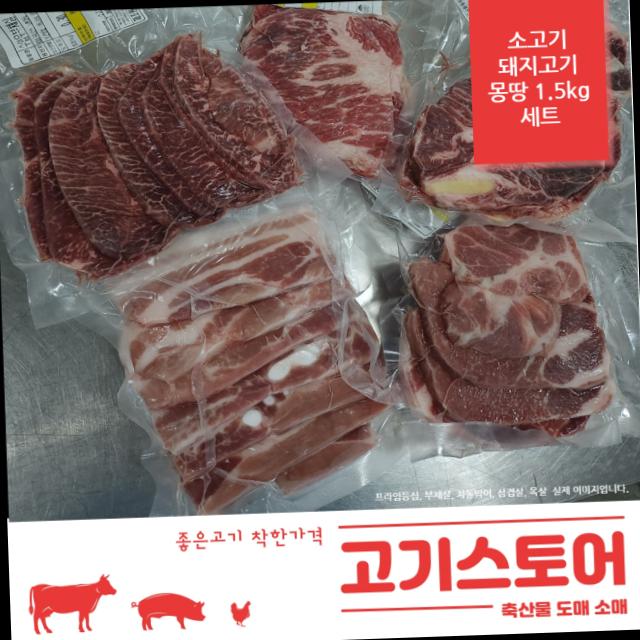 소고기
돼지고기
몽땅 1.5kg
세트
프라임등심, 부채살, 차돌박이, 삼겹살, 목살 실제 이미지입니다.
좋은고기 착한가격
고기스토어
축산물 도매 소매